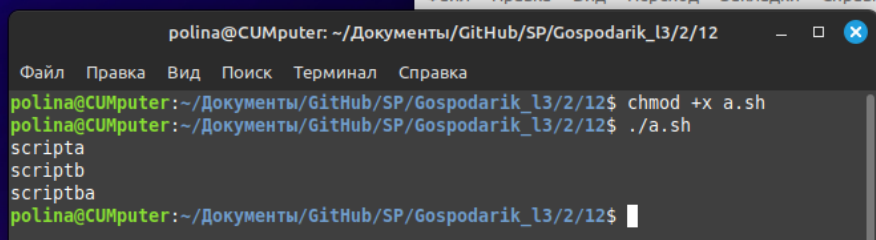 polina@CUMputer: ~/Документы/GitHub/SP/Gospodarik_l3/2/12
Файл Правка Вид Поиск Терминал Справка
polina@CUMputer:~/Документы/GitHub/SP/Gospodarik_l3/2/12$ chmod +x a.sh
polina@CUMputer:~/Документы/GitHub/SP/Gospodarik_l3/2/12$ ./a.sh
scripta
scriptb
scriptba
polina@CUMputer:~/Документы/GitHub/SP/Gospodarik_l3/2/12$